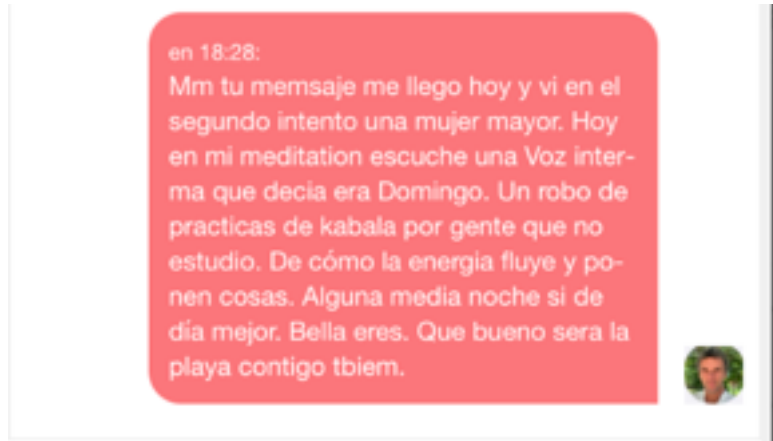 en 18:28:
Mm tu memsaje me llego hoy y vi en el
segundo intento una mujer mayor. Hoy
en mi meditation escuche una Voz inter-
ma que decia era Domingo. Un robo de
practicas de kabala por gente que no
estudio. De cómo la energia fluye y po-
nen cosas. Alguna media noche si de
día mejor. Bella eres. Que bueno sera la
playa contigo tbiem.